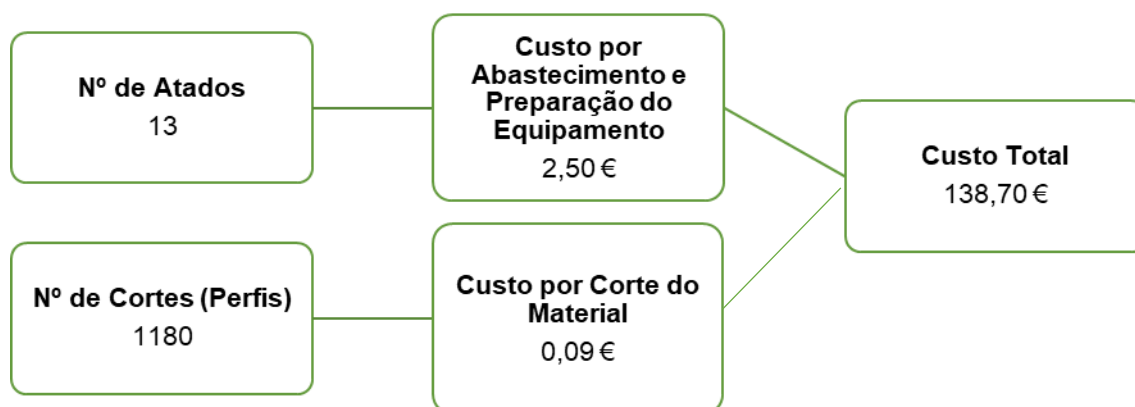 Nº de Atados
13
Custo por
Abastecimento e
Preparação do
Equipamento
2,50 €
Custo Total
138,70 €
Nº de Cortes (Perfis)
1180
Custo por Corte do
Material
0,09 €